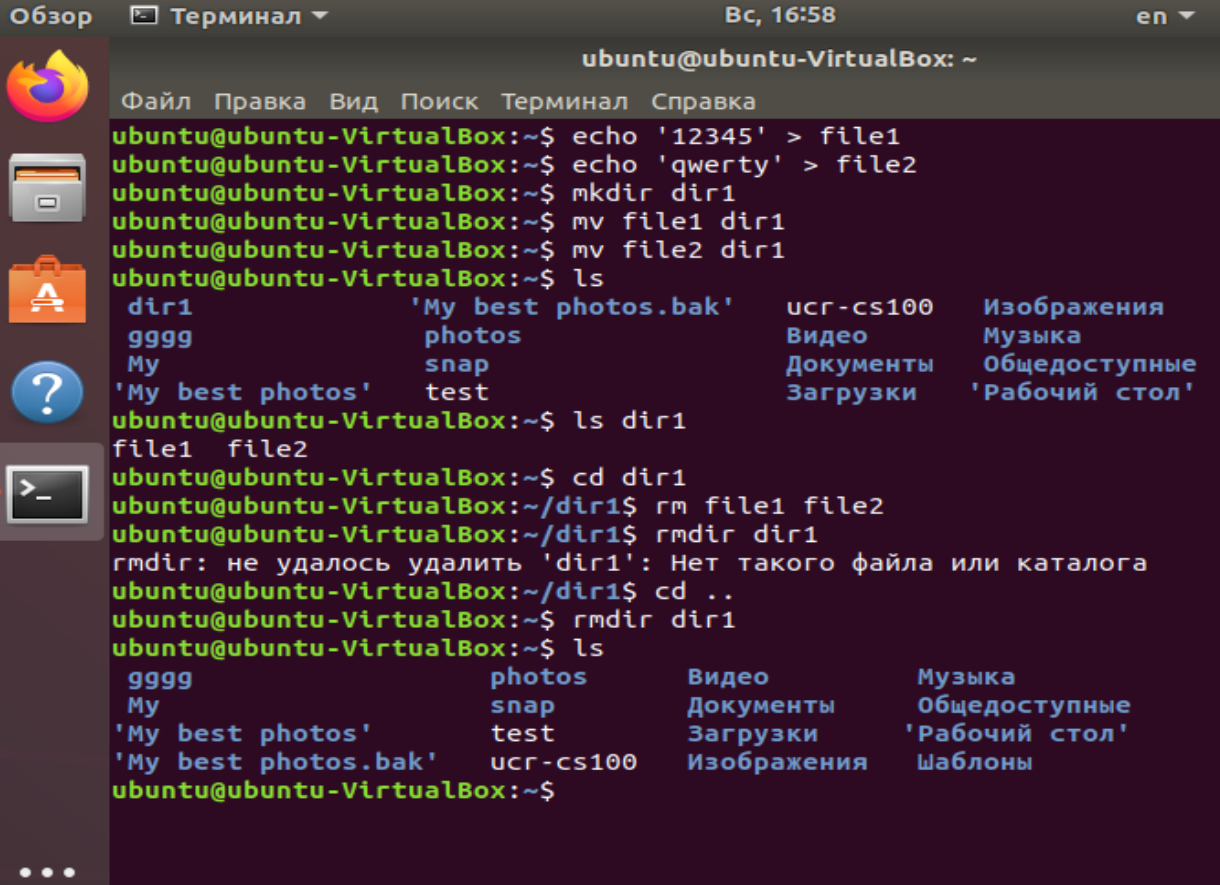 Обзор Терминал Вс, 16:58 en
ubuntu@ubuntu-VirtualBox: ~
Файл Правка Вид Поиск Терминал Справка
ubuntu@ubuntu-VirtualBox:~$ echo '12345' > file1
ubuntu@ubuntu-VirtualBox:~$ echo 'qwerty' > file2
ubuntu@ubuntu-VirtualBox:~$ mkdir dir1
ubuntu@ubuntu-VirtualBox:~$ mv file1 dir1
ubuntu@ubuntu-VirtualBox:~$ mv file2 dir1
ubuntu@ubuntu-VirtualBox:~$ ls
dir1 'My best photos.bak' ucr-cs100 Изображения
gggg photos Видео Музыка
My snap Документы Общедоступные
'My best photos' test Загрузки 'Рабочий стол'
ubuntu@ubuntu-VirtualBox:~$ ls dir1
file1 file2
ubuntu@ubuntu-VirtualBox:~$ cd dir1
ubuntu@ubuntu-VirtualBox:~/dir1$ rm file1 file2
ubuntu@ubuntu-VirtualBox:~/dir1$ rmdir dir1
rmdir: не удалось удалить 'dir1': Нет такого файла или каталога
ubuntu@ubuntu-VirtualBox:~/dir1$ cd ..
ubuntu@ubuntu-VirtualBox:~$ rmdir dir1
ubuntu@ubuntu-VirtualBox:~$ ls
gggg photos Видео Музыка
My snap Документы Общедоступные
'My best photos' test Загрузки 'Рабочий стол'
'My best photos.bak' ucr-cs100 Изображения Шаблоны
ubuntu@ubuntu-VirtualBox:~$